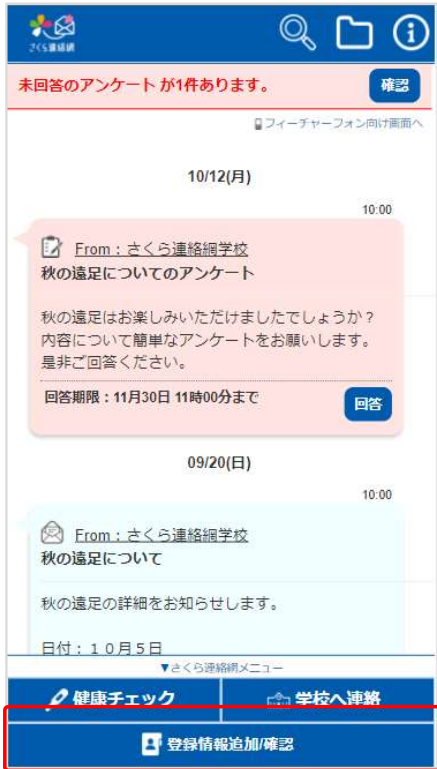 さくら連絡網
未回答のアンケート が1件あります。
確認
フィーチャーフォン向け画面へ
10/12(月)
10:00
From：さくら連絡網学校
秋の遠足についてのアンケート
秋の遠足はお楽しみいただけましたでしょうか？
内容について簡単なアンケートをお願いします。
是非ご回答ください。
回答期限：11月30日 11時00分まで
回答
09/20(日)
10:00
From：さくら連絡網学校
秋の遠足について
秋の遠足の詳細をお知らせします。
日付：１０月５日
▼さくら連絡網メニュー
健康チェック
学校へ連絡
登録情報追加/確認